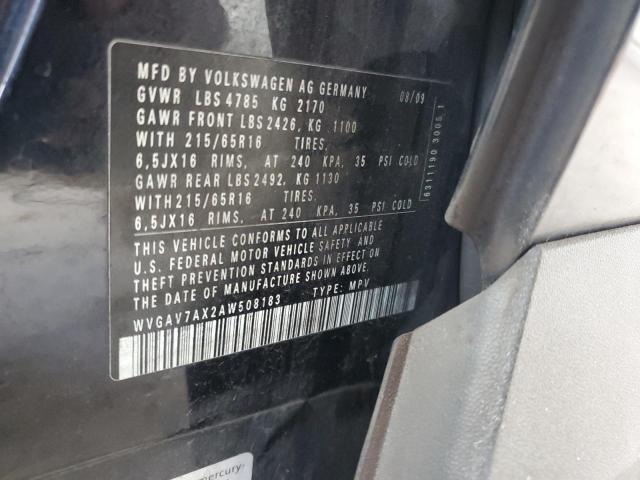 MFD BY VOLKSWAGEN AG GERMANY 08/09
GVWR LBS 4785 KG 2170
GAWR FRONT LBS 2426, KG 1100
WITH 215/65R16 TIRES,
6,5JX16 RIMS, AT 240 KPA, 35 PSI COLD
GAWR REAR LBS 2492, KG 1130
WITH 215/65R16 TIRES,
6,5JX16 RIMS, AT 240 KPA, 35 PSI COLD
THIS VEHICLE CONFORMS TO ALL APPLICABLE
U.S. FEDERAL MOTOR VEHICLE SAFETY AND
THEFT PREVENTION STANDARDS IN EFFECT ON
THE DATE OF MANUFACTURE SHOWN ABOVE.
WVGAV7AX2AW508183 TYPE: MPV
6311190 3005 1
mercury.